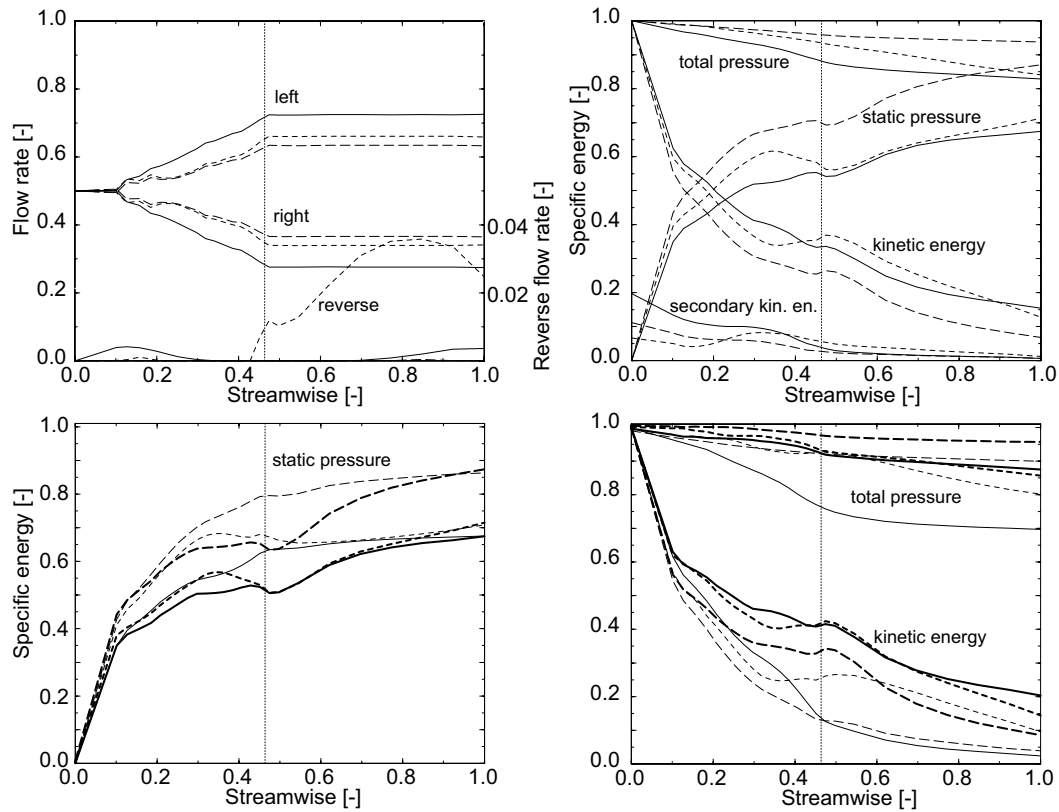 1.0
0.8
0.6
0.4
0.2
0.0
Flow rate [-]
left
right
reverse
0.04
0.02
Reverse flow rate [-]
0.0 0.2 0.4 0.6 0.8 1.0
Streamwise [-]
1.0
0.8
0.6
0.4
0.2
0.0
Specific energy [-]
total pressure
static pressure
kinetic energy
secondary kin. en.
0.0 0.2 0.4 0.6 0.8 1.0
Streamwise [-]
1.0
0.8
0.6
0.4
0.2
0.0
Specific energy [-]
static pressure
0.0 0.2 0.4 0.6 0.8 1.0
Streamwise [-]
1.0
0.8
0.6
0.4
0.2
0.0
Specific energy [-]
total pressure
kinetic energy
0.0 0.2 0.4 0.6 0.8 1.0
Streamwise [-]